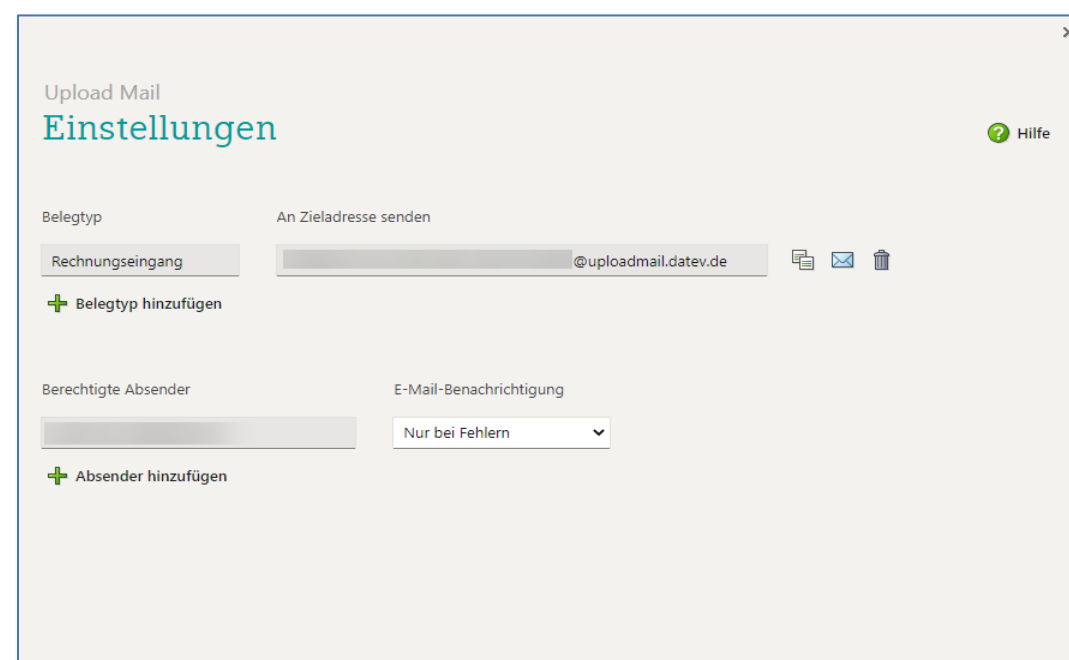 Upload Mail
Einstellungen
Hilfe
Belegtyp An Zieladresse senden
Rechnungseingang @uploadmail.datev.de
Belegtyp hinzufügen
Berechtigte Absender E-Mail-Benachrichtigung
Nur bei Fehlern
Absender hinzufügen